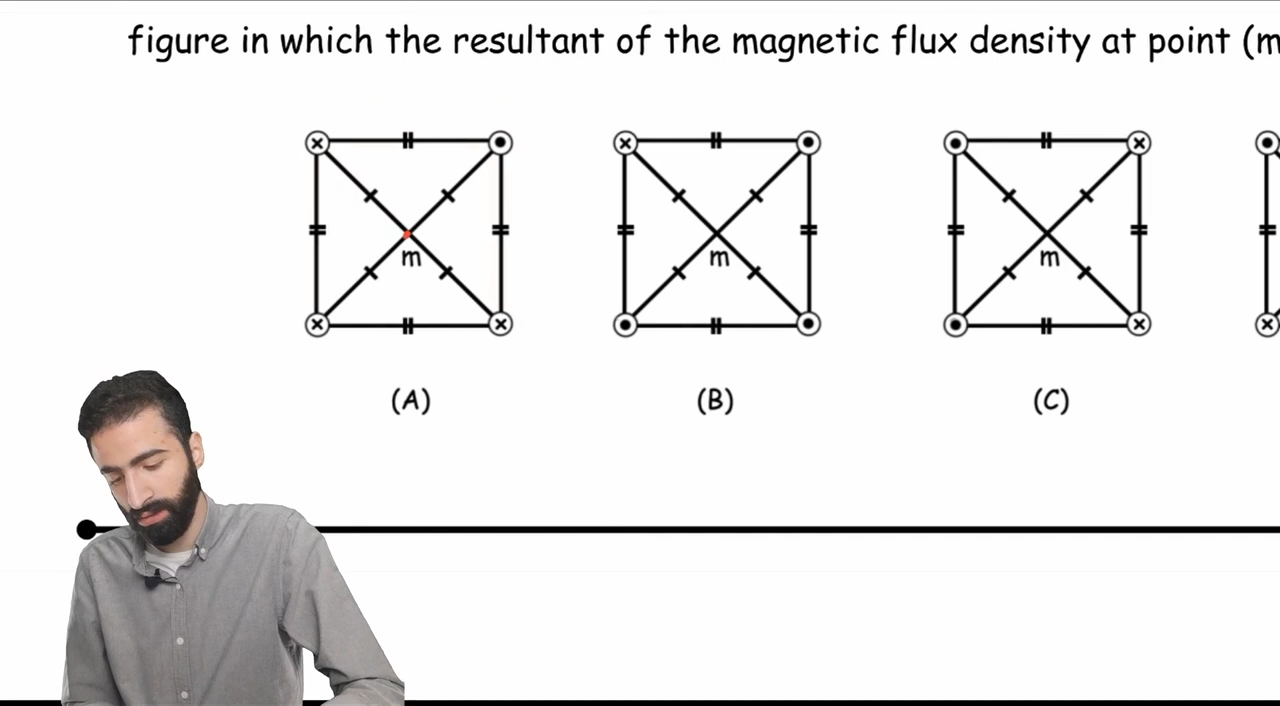 figure in which the resultant of the magnetic flux density at point (m
m m m
(A) (B) (C)